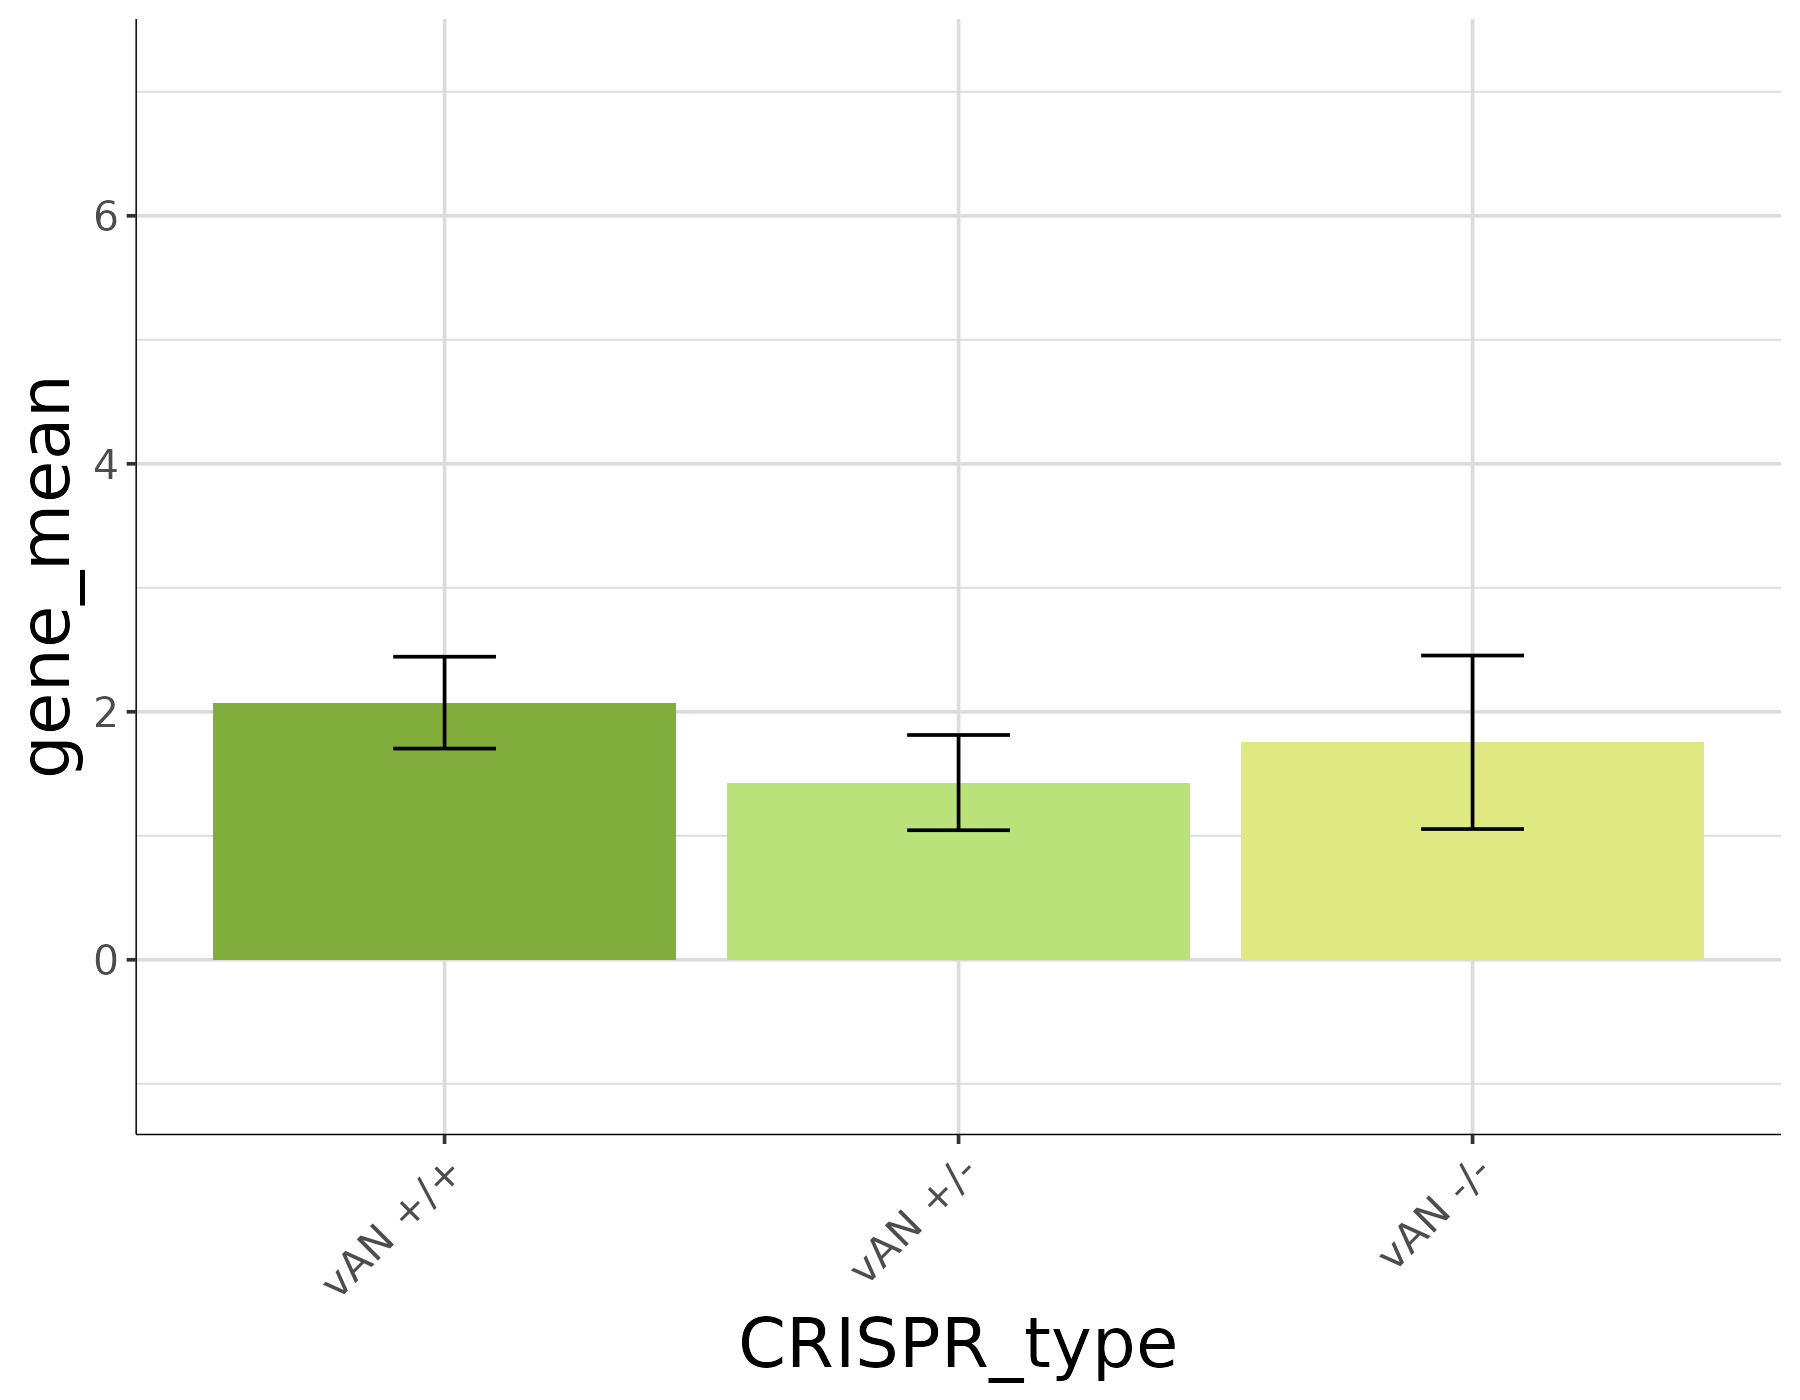 gene_mean
6
4
2
0
vAN +/+
vAN +/-
vAN -/-
CRISPR_type